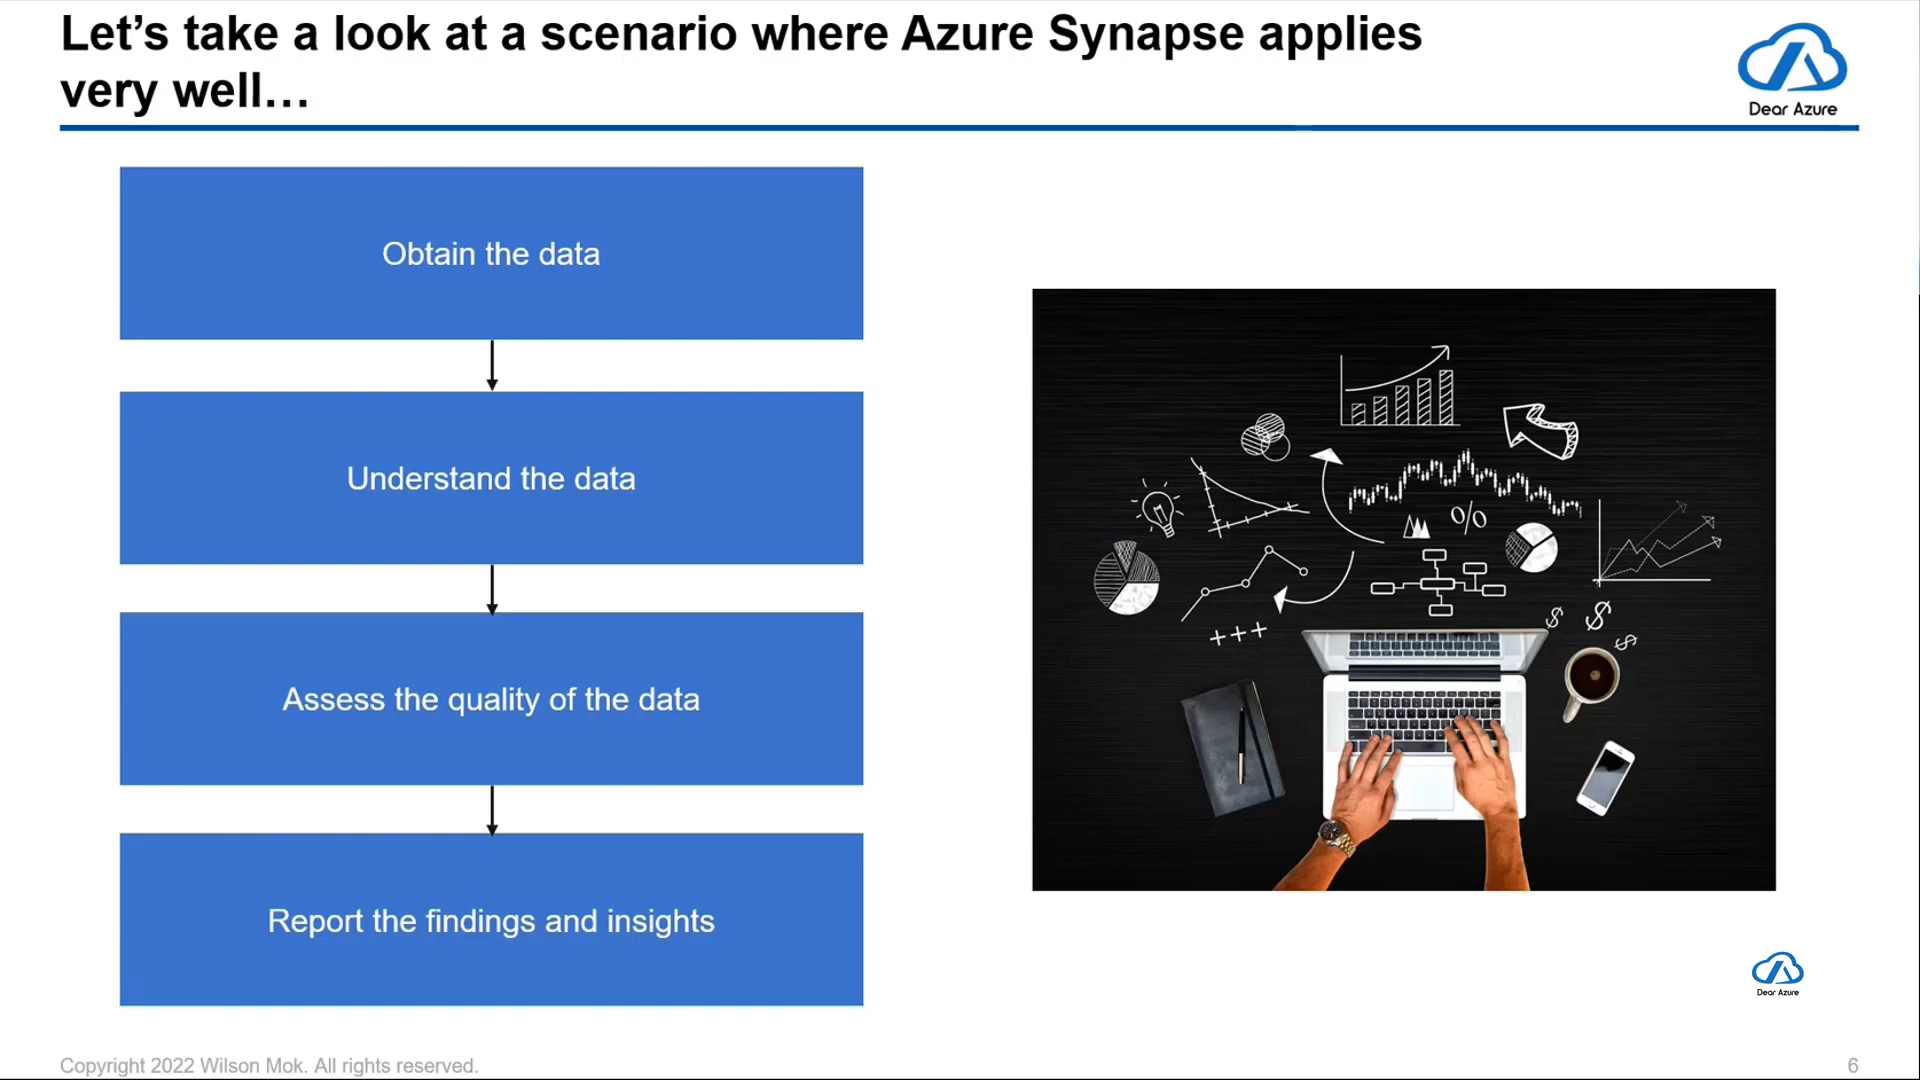 Let’s take a look at a scenario where Azure Synapse applies
very well…
Dear Azure
Obtain the data
Understand the data
Assess the quality of the data
Report the findings and insights
%
+++
$ $ $
Dear Azure
Copyright 2022 Wilson Mok. All rights reserved.
6